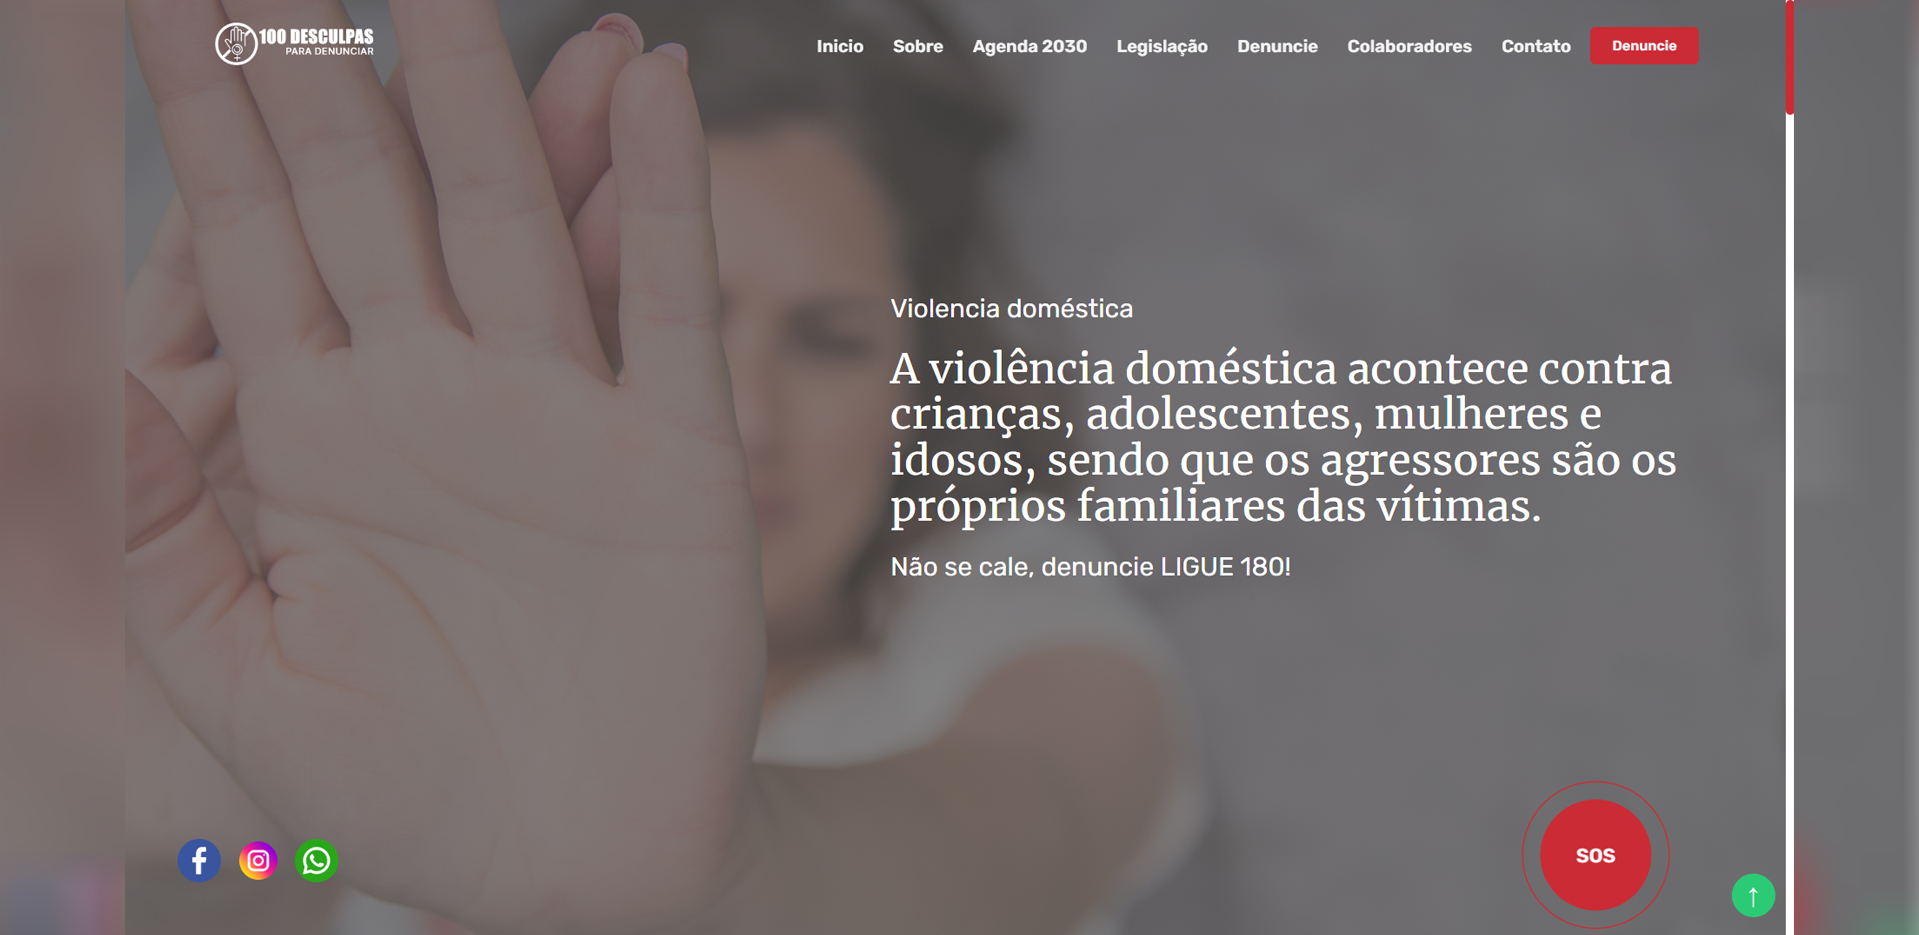 100 DESCULPAS
PARA DENUNCIAR
Inicio Sobre Agenda 2030 Legislação Denuncie Colaboradores Contato Denuncie
Violencia doméstica
A violência doméstica acontece contra
crianças, adolescentes, mulheres e
idosos, sendo que os agressores são os
próprios familiares das vítimas.
Não se cale, denuncie LIGUE 180!
SOS